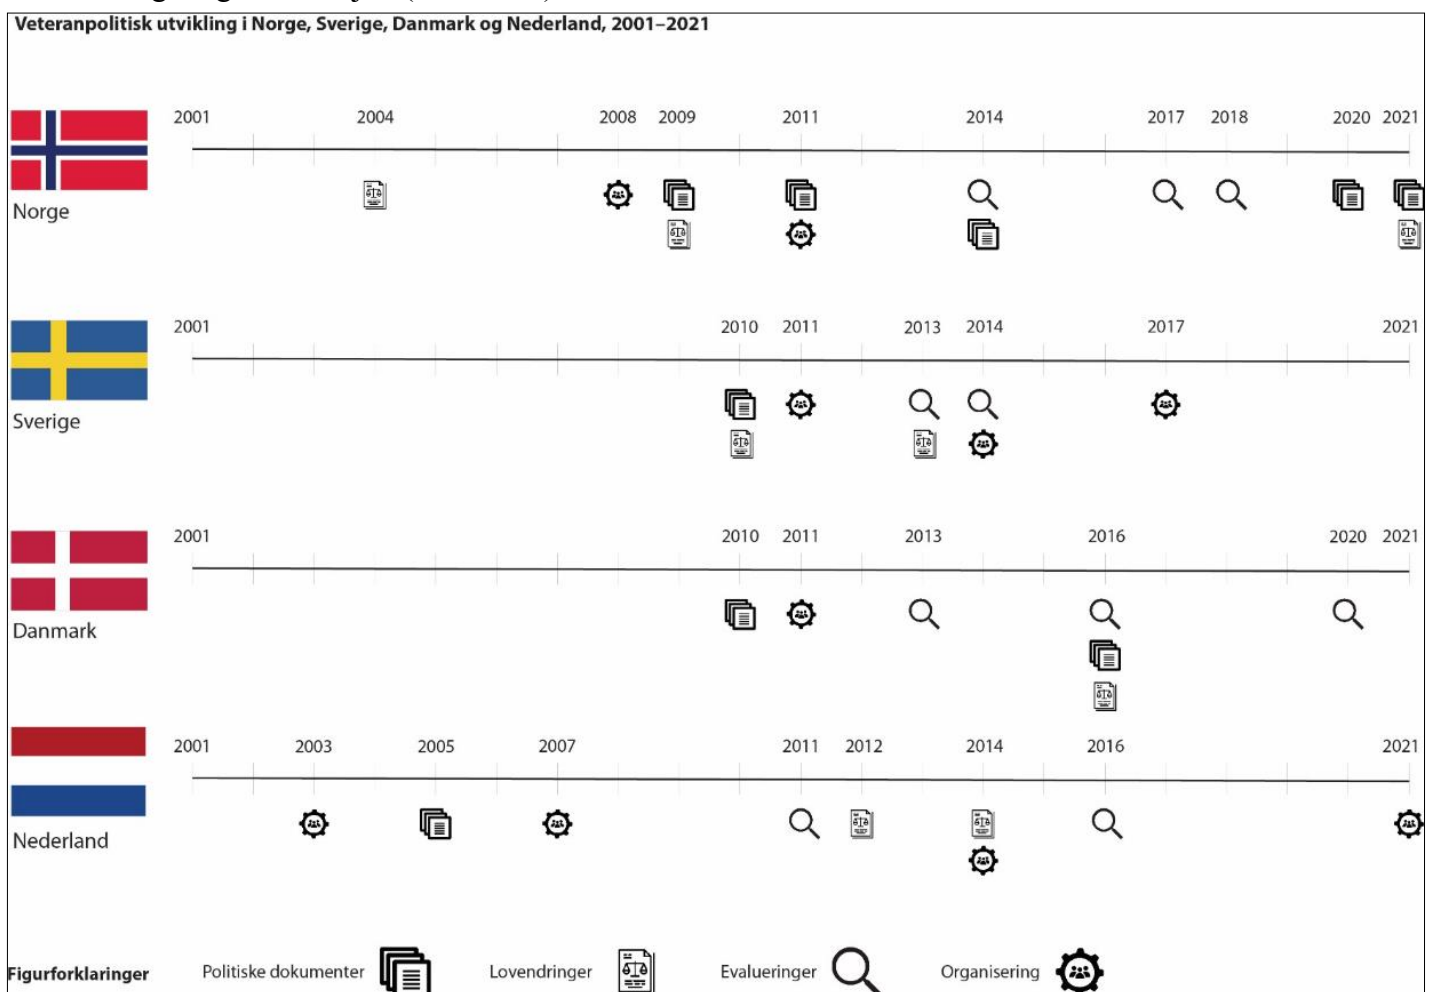 Veteranpolitisk utvikling i Norge, Sverige, Danmark og Nederland, 2001–2021
2001 2004 2008 2009 2011 2014 2017 2018 2020 2021
Norge
2001 2010 2011 2013 2014 2017 2021
Sverige
2001 2010 2011 2013 2016 2020 2021
Danmark
2001 2003 2005 2007 2011 2012 2014 2016 2021
Nederland
Figurforklaringer Politiske dokumenter Lovendringer Evalueringer Organisering